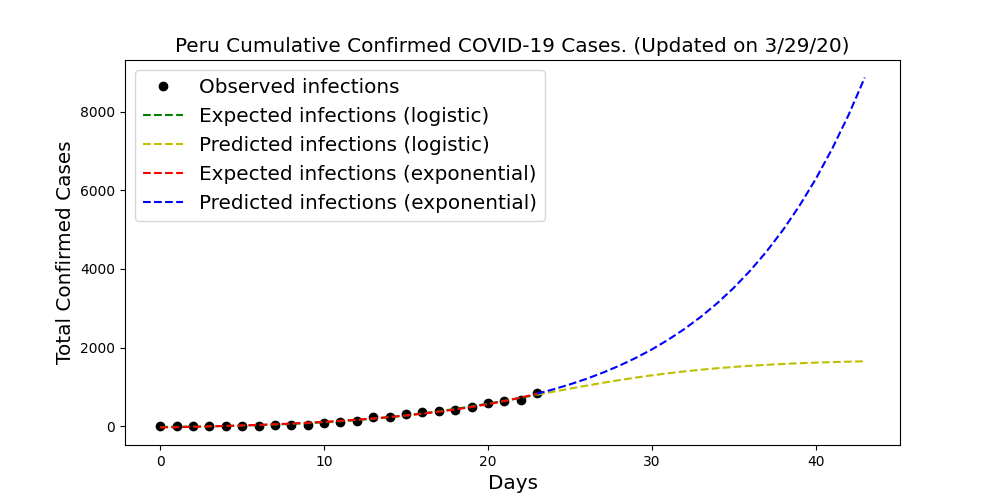 Peru Cumulative Confirmed COVID-19 Cases. (Updated on 3/29/20)
Observed infections
Expected infections (logistic)
Predicted infections (logistic)
Expected infections (exponential)
Predicted infections (exponential)
Total Confirmed Cases
8000
6000
4000
2000
0
0 10 20 30 40
Days